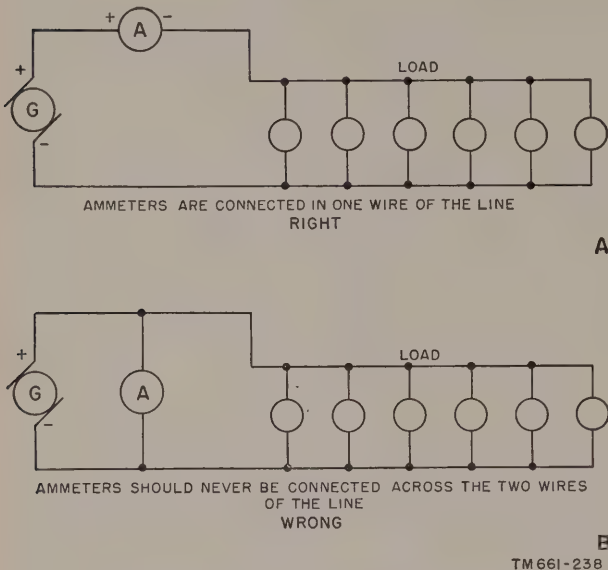 + A -
+
LOAD
G
-
AMMETERS ARE CONNECTED IN ONE WIRE OF THE LINE
RIGHT
A
LOAD
+
G A
-
AMMETERS SHOULD NEVER BE CONNECTED ACROSS THE TWO WIRES
OF THE LINE
WRONG
B
TM661-238